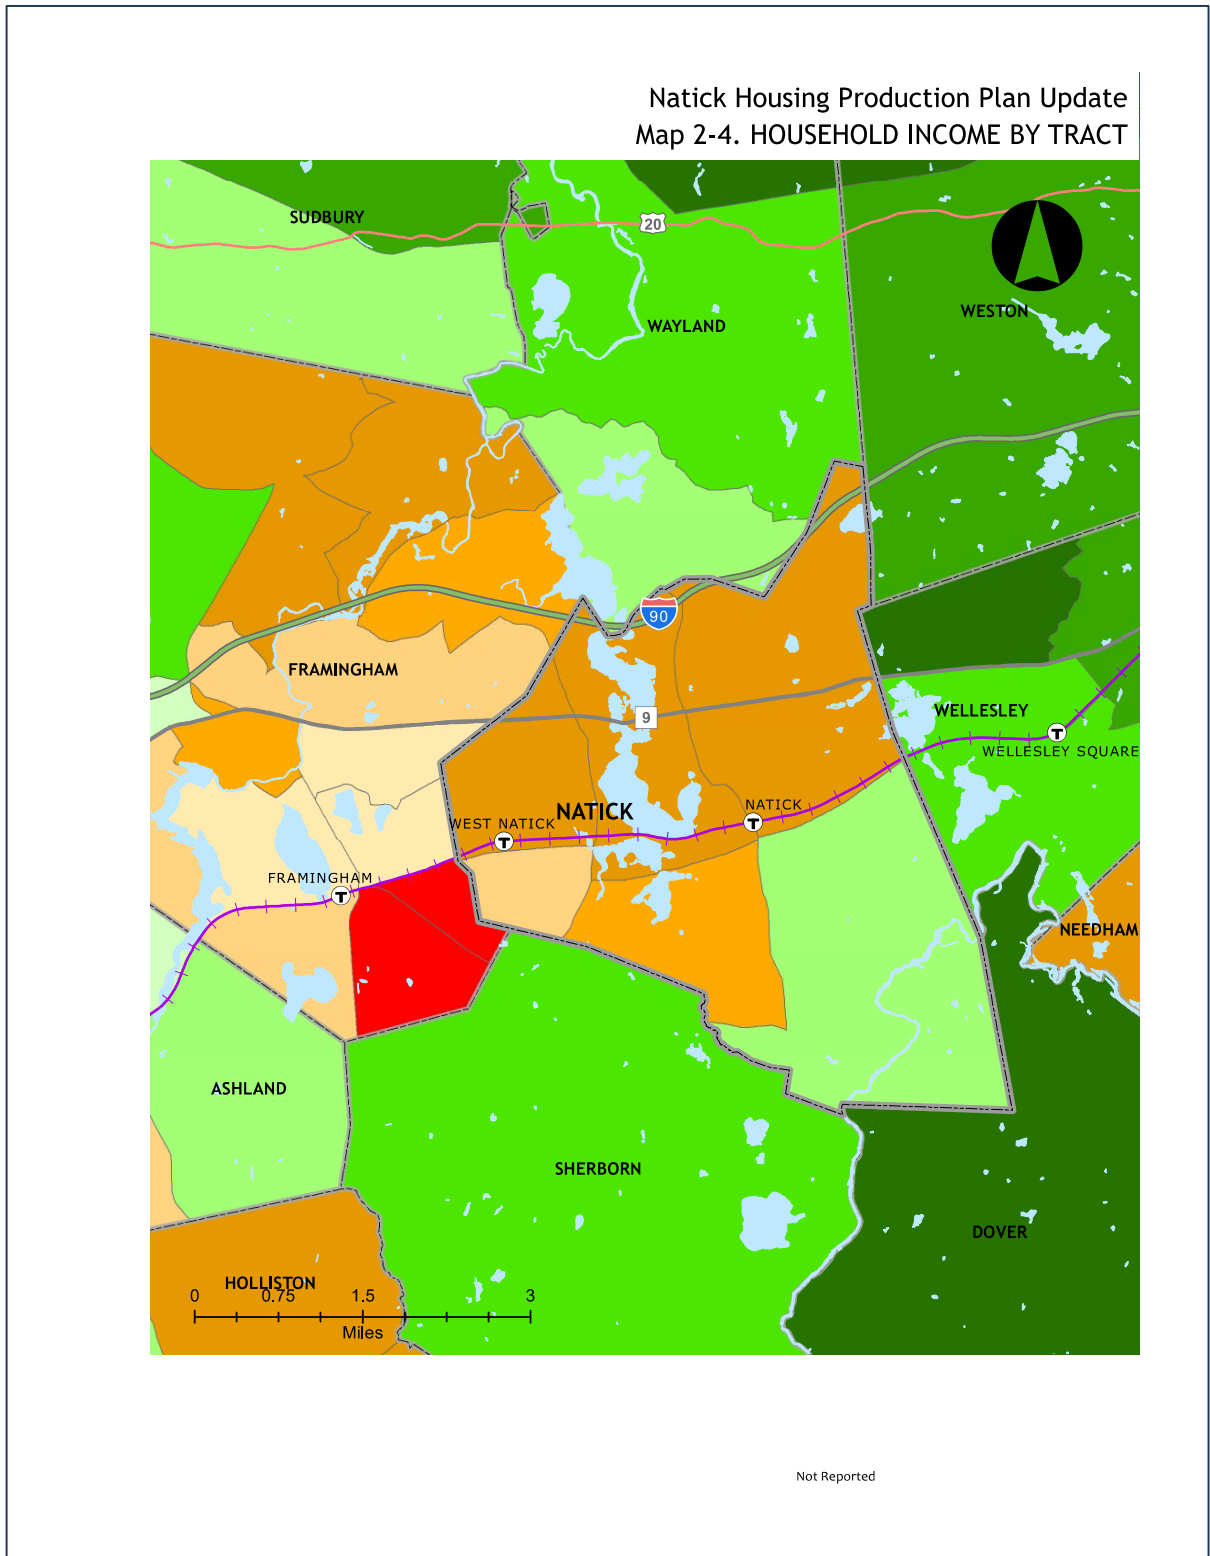 Natick Housing Production Plan Update
Map 2-4. HOUSEHOLD INCOME BY TRACT
SUDBURY
20
WESTON
WAYLAND
90
FRAMINGHAM
9
WELLESLEY
WELLESLEY SQUARE
T
NATICK
NATICK
WEST NATICK
T
T
FRAMINGHAM
T
NEEDHAM
ASHLAND
SHERBORN
DOVER
HOLLISTON
0 0.75 1.5 3
Miles
Not Reported